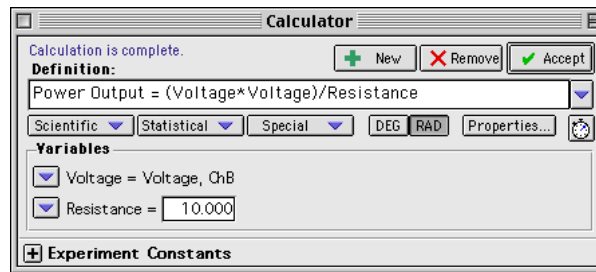 Calculator
Calculation is complete.
New
Remove
Accept
Definition:
Power Output = (Voltage*Voltage)/Resistance
Scientific
Statistical
Special
DEG
RAD
Properties...
Variables
Voltage = Voltage, ChB
Resistance = 10.000
Experiment Constants